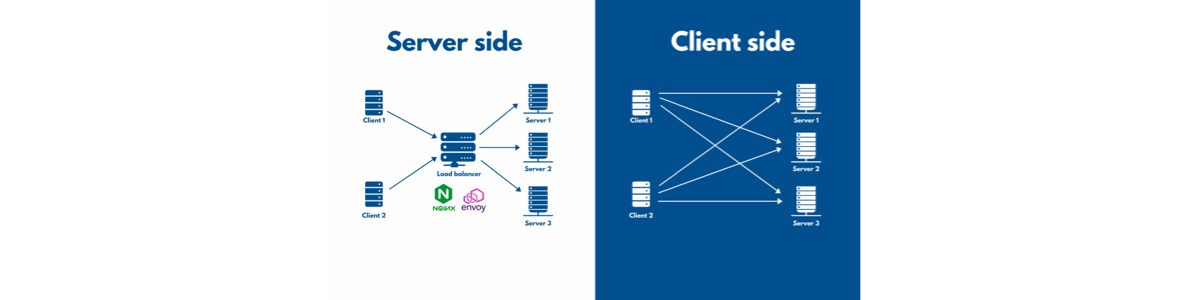 Server side
Client 1
Client 2
Load balancer
NGINX
envoy
Server 1
Server 2
Server 3
Client side
Client 1
Client 2
Server 1
Server 2
Server 3